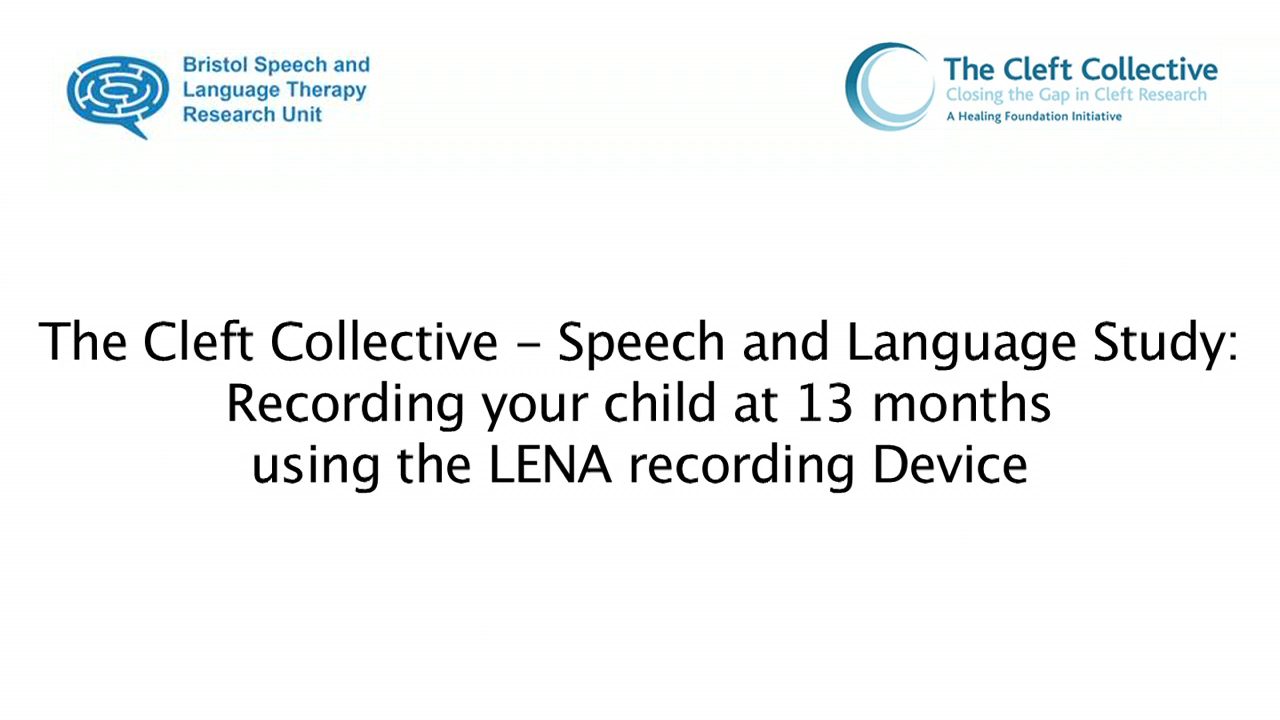 Bristol Speech and
Language Therapy
Research Unit
The Cleft Collective
Closing the Gap in Cleft Research
A Healing Foundation Initiative
The Cleft Collective – Speech and Language Study:
Recording your child at 13 months
using the LENA recording Device